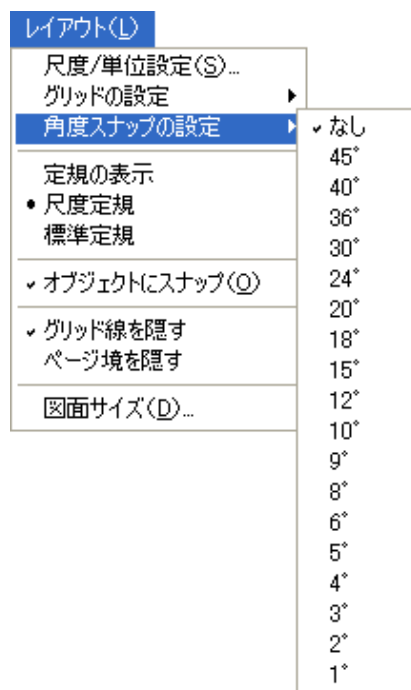 レイアウト(L)
尺度/単位設定(S)...
グリッドの設定
角度スナップの設定
定規の表示
尺度定規
標準定規
オブジェクトにスナップ(O)
グリッド線を隠す
ページ境を隠す
図面サイズ(D)...
なし
45°
40°
36°
30°
24°
20°
18°
15°
12°
10°
9°
8°
6°
5°
4°
3°
2°
1°